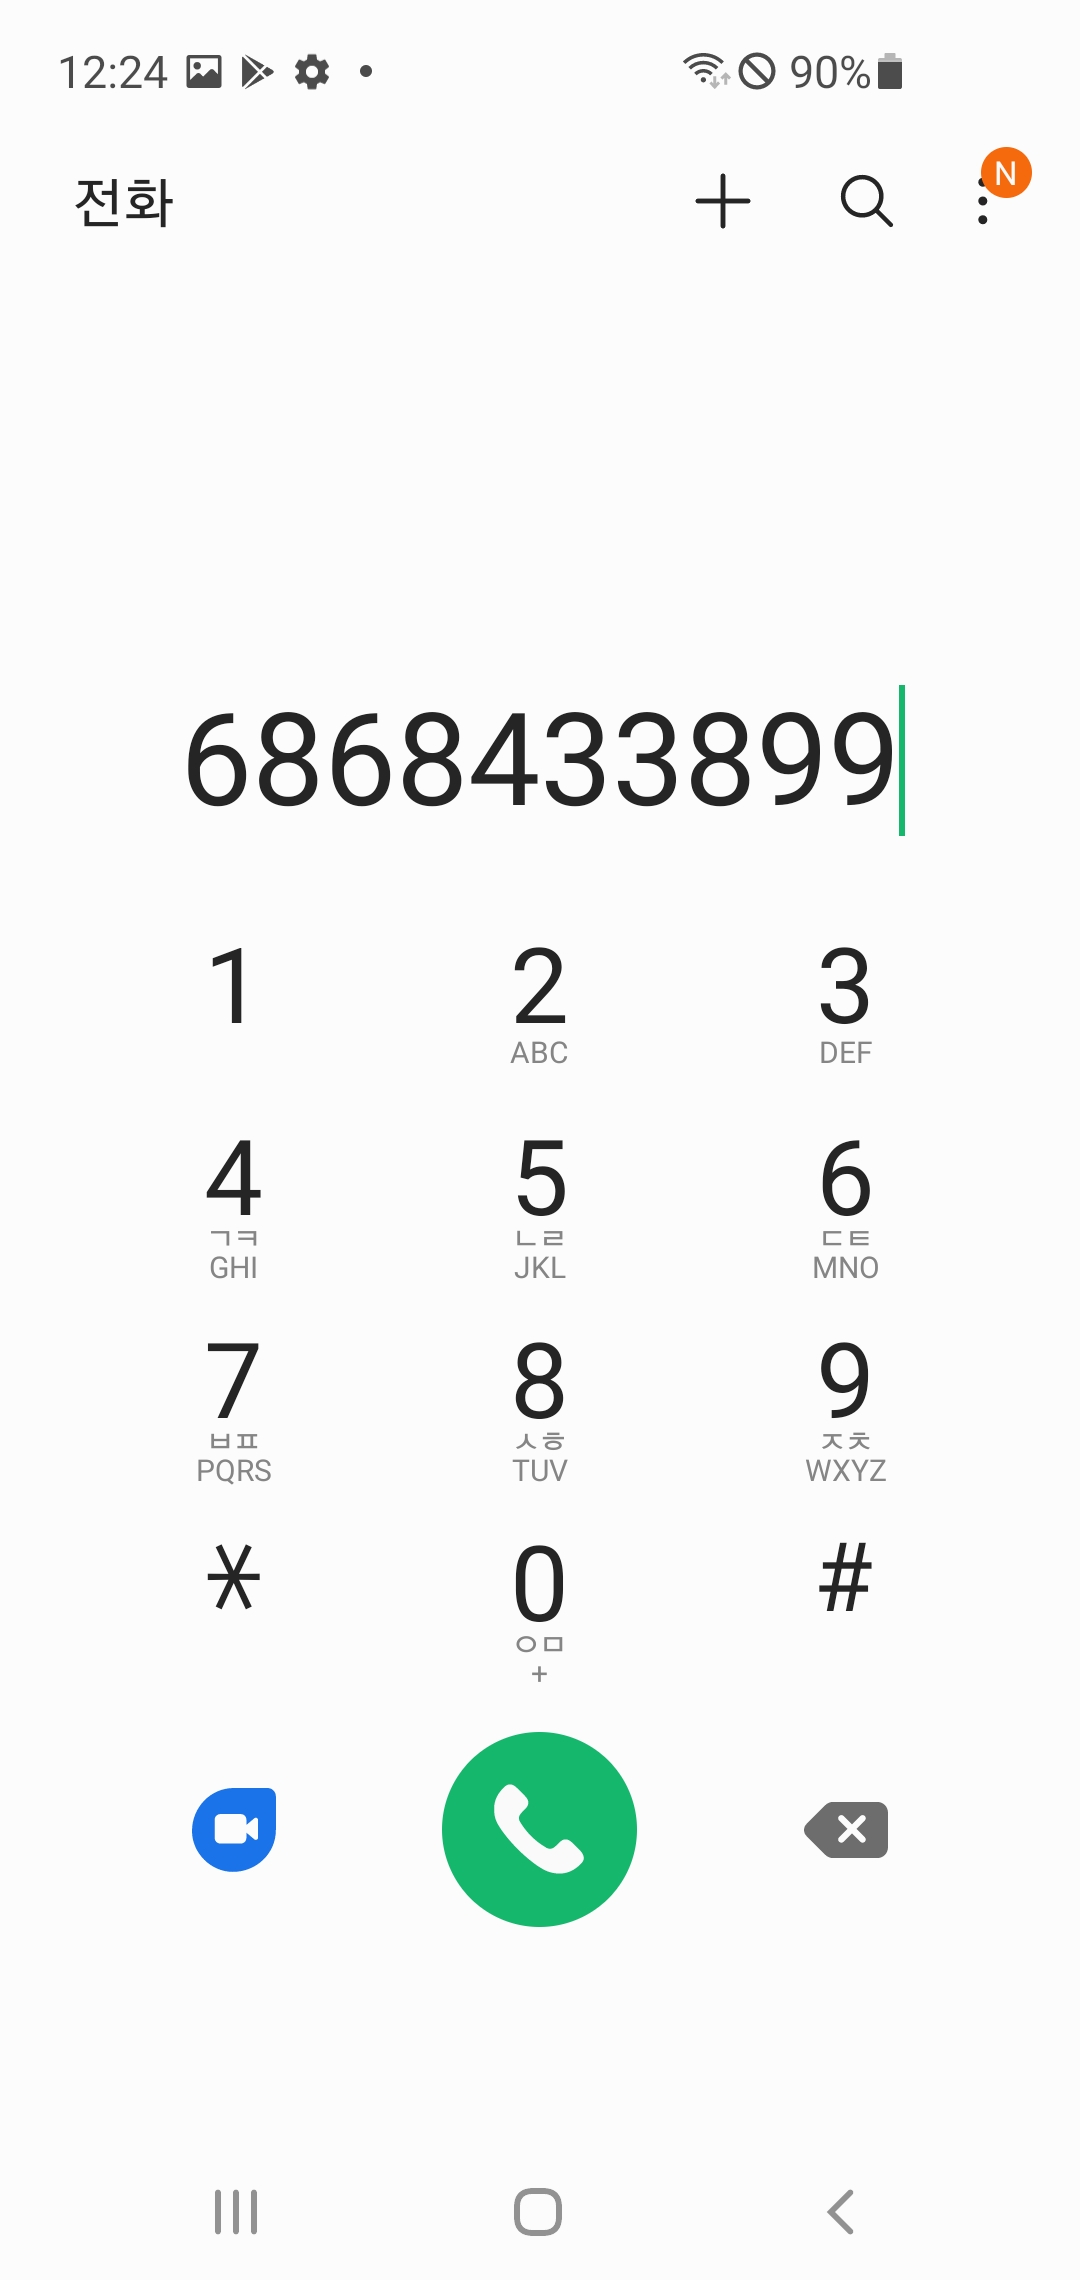 12:24 90%
전화 N
6868433899
1 2 3
ABC DEF
4 5 6
ㄱㅋ ㄴㄹ ㄷㅌ
GHI JKL MNO
7 8 9
ㅂㅍ ㅅㅎ ㅈㅊ
PQRS TUV WXYZ
* 0 #
ㅇㅁ
+